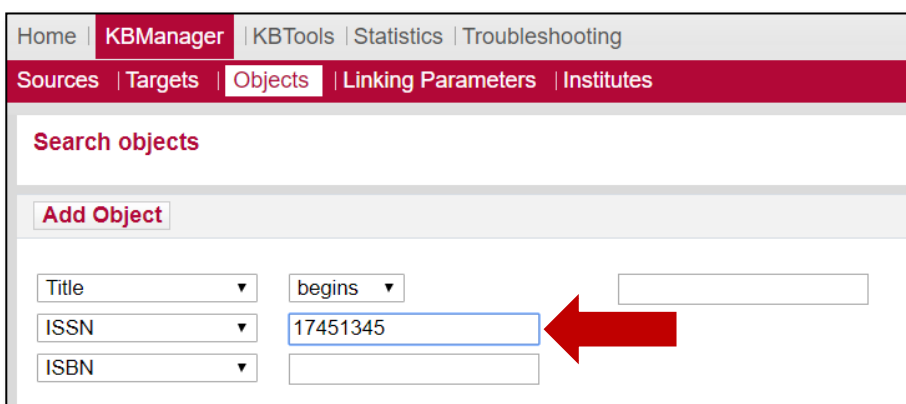 Home | KBManager | KBTools | Statistics | Troubleshooting
Sources | Targets | Objects | Linking Parameters | Institutes
Search objects
Add Object
Title ▼ begins ▼
ISSN ▼ 17451345
ISBN ▼